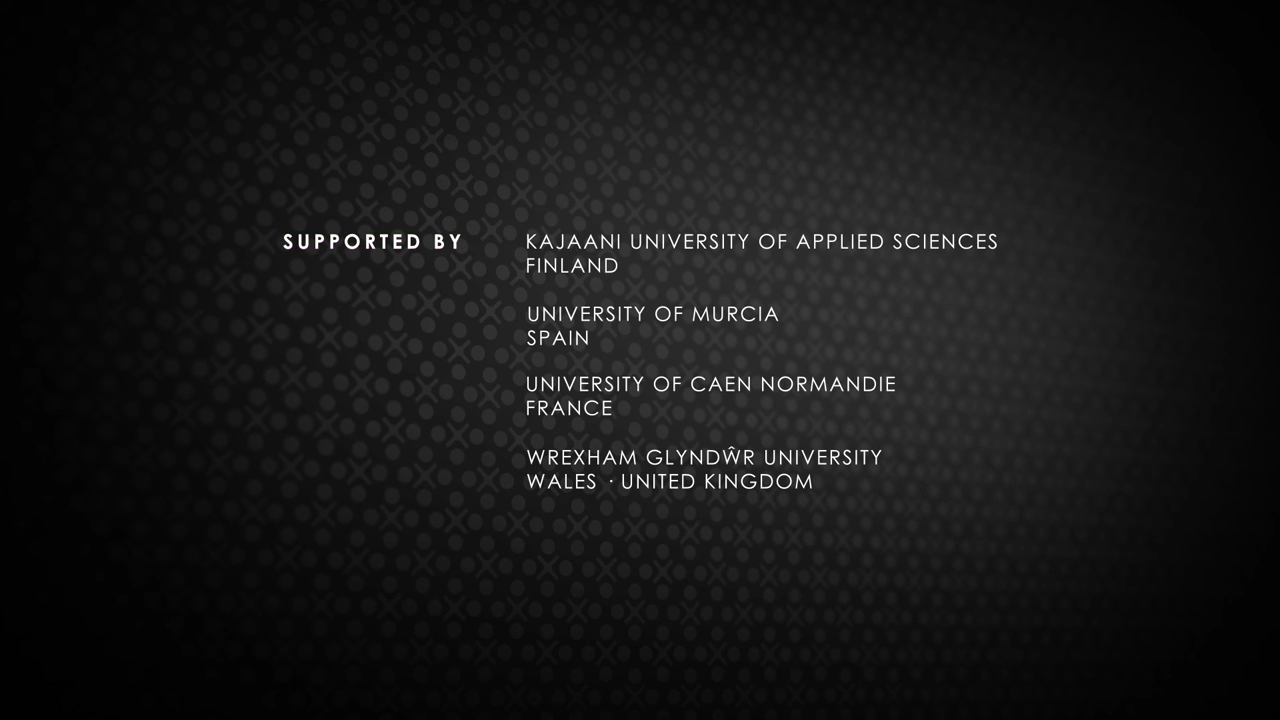 SUPPORTED BY
KAJAANI UNIVERSITY OF APPLIED SCIENCES
FINLAND
UNIVERSITY OF MURCIA
SPAIN
UNIVERSITY OF CAEN NORMANDIE
FRANCE
WREXHAM GLYNDŴR UNIVERSITY
WALES · UNITED KINGDOM